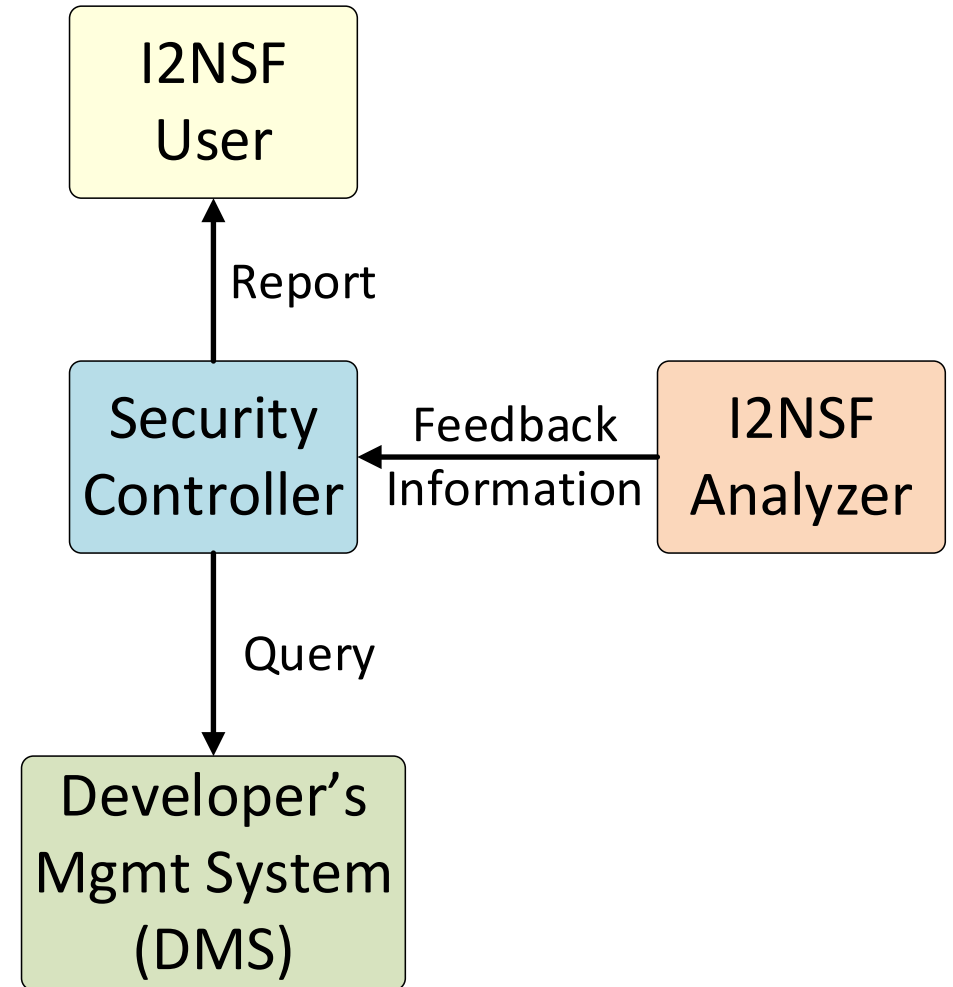 I2NSF
User
Report
Security
Controller
Feedback
Information
I2NSF
Analyzer
Query
Developer’s
Mgmt System
(DMS)